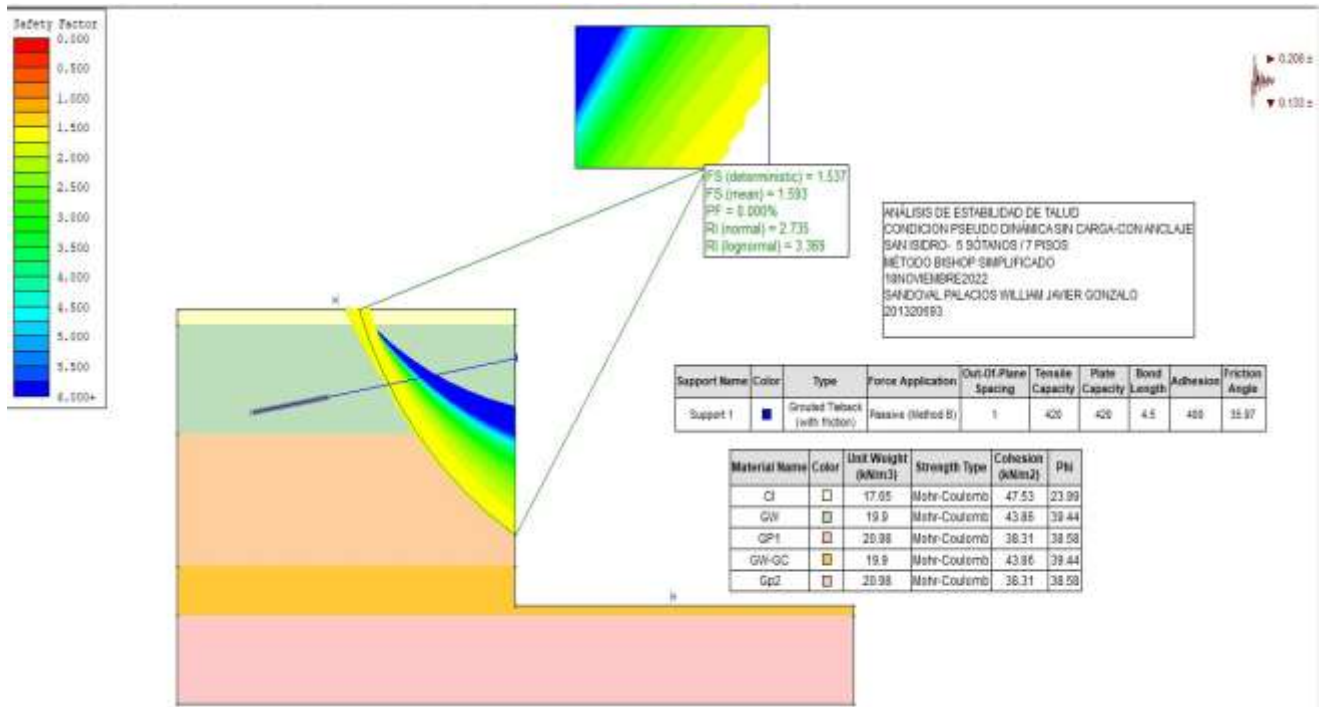 Safety Factor
0.000
0.500
1.000
1.500
2.000
2.500
3.000
3.500
4.000
4.500
5.000
5.500
6.000+
FS (deterministic) = 1.537
FS (mean) = 1.593
PF = 0.000%
RI (normal) = 2.735
RI (lognormal) = 3.369
0.206
0.133
ANÁLISIS DE ESTABILIDAD DE TALUD
CONDICION PSEUDO DINÁMICA SIN CARGA-CON ANCLAJE
SAN ISIDRO- 5 SÓTANOS / 7 PISOS
MÉTODO BISHOP SIMPLIFICADO
18NOVIEMBRE2022
SANDOVAL PALACIOS WILLIAM JAVIER GONZALO
201320693
Support Name Color Type Force Application Out-Of-Plane Spacing Tensile Capacity Plate Capacity Bond Length Adhesion Friction Angle
Support 1 Grouted Tieback (with friction) Passive (Method B) 1 420 420 4.5 400
Material Name Color Unit Weight (kN/m3) Strength Type Cohesion (kN/m2) Phi
17.65 Mohr-Coulomb 47.53 23.99
GW 19.9 Mohr-Coulomb 43.86 39.44
GP1 20.98 Mohr-Coulomb 38.31 38.58
GW-GC 19.9 Mohr-Coulomb 43.86 39.44
Gp2 20.98 Mohr-Coulomb 38.31 38.58